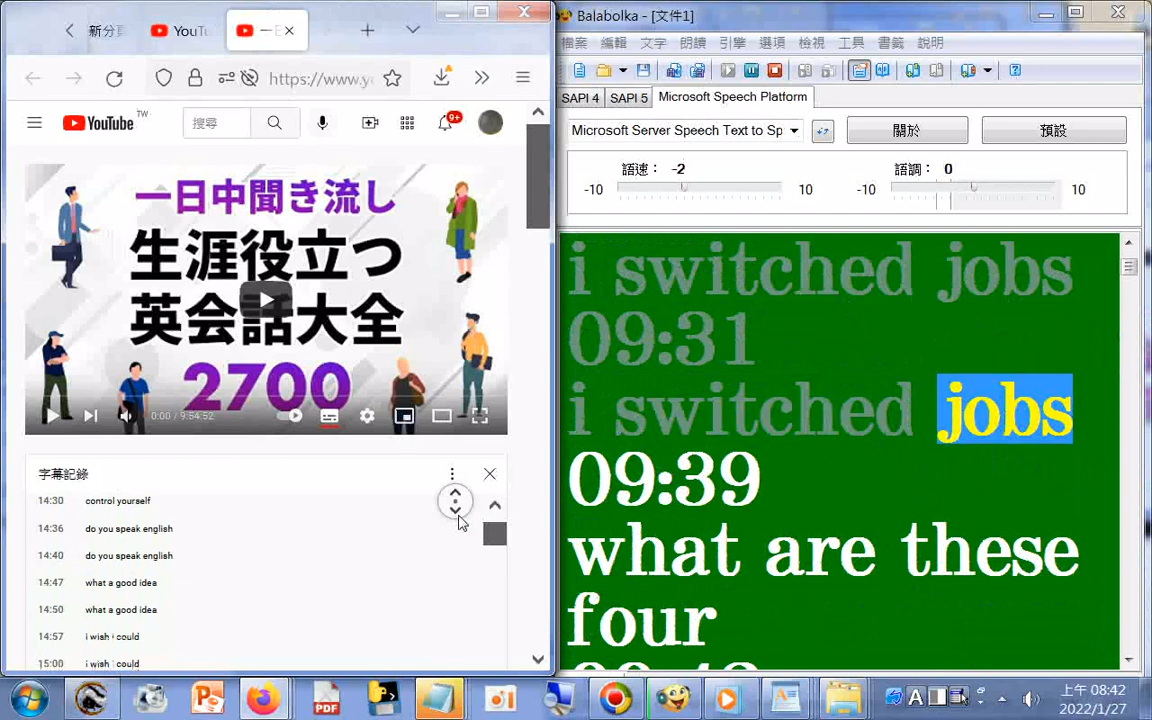 新分頁
YouTu
一日
https://www.yo
TW
YouTube
搜尋
9+
一日中聞き流し
生涯役立つ
英会話大全
2700
0:00 / 9:54:52
字幕記錄
14:30 control yourself
14:36 do you speak english
14:40 do you speak english
14:47 what a good idea
14:50 what a good idea
14:57 i wish i could
15:00 i wish i could
Balabolka - [文件1]
檔案 編輯 文字 朗讀 引擎 選項 檢視 工具 書籤 說明
SAPI 4 SAPI 5 Microsoft Speech Platform
Microsoft Server Speech Text to Sp
關於
預設
語速： -2
-10 10
語調： 0
-10 10
i switched jobs
09:31
i switched jobs
09:39
what are these
four
PDF
A
上午 08:42
2022/1/27